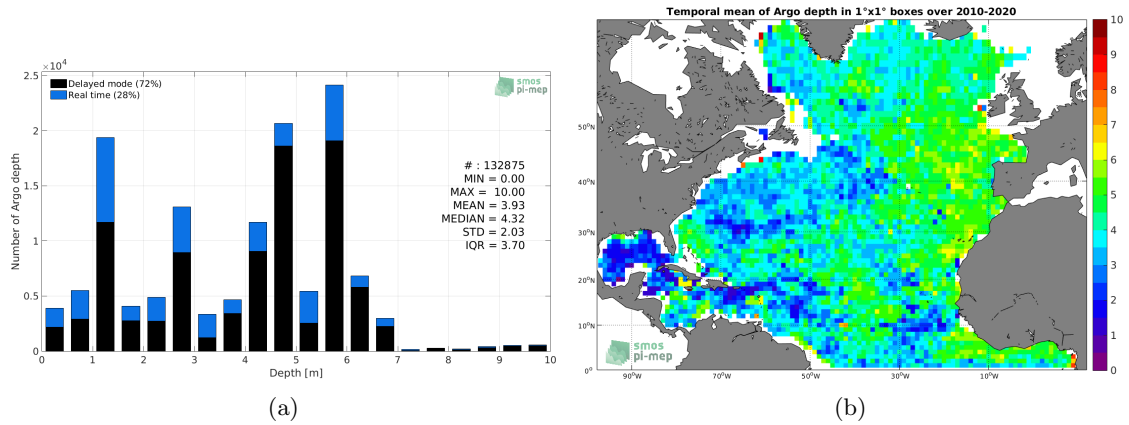 ×10⁴
2.5
2
1.5
1
0.5
0
Number of Argo depth
Delayed mode (72%)
Real time (28%)
smos
pi-mep
# : 132875
MIN = 0.00
MAX = 10.00
MEAN = 3.93
MEDIAN = 4.32
STD = 2.03
IQR = 3.70
0 1 2 3 4 5 6 7 8 9 10
Depth [m]
(a)
Temporal mean of Argo depth in 1°x1° boxes over 2010-2020
50°N
40°N
30°N
20°N
10°N
0°
90°W 70°W 50°W 30°W 10°W
smos
pi-mep
10
9
8
7
6
5
4
3
2
1
0
(b)